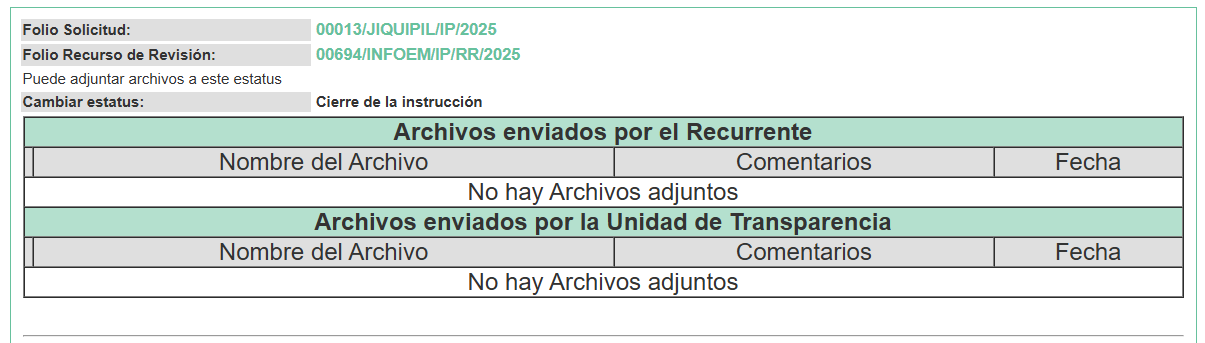 Folio Solicitud: 00013/JIQUIPIL/IP/2025
Folio Recurso de Revisión: 00694/INFOEM/IP/RR/2025
Puede adjuntar archivos a este estatus
Cambiar estatus: Cierre de la instrucción
Archivos enviados por el Recurrente
Nombre del Archivo Comentarios Fecha
No hay Archivos adjuntos
Archivos enviados por la Unidad de Transparencia
Nombre del Archivo Comentarios Fecha
No hay Archivos adjuntos